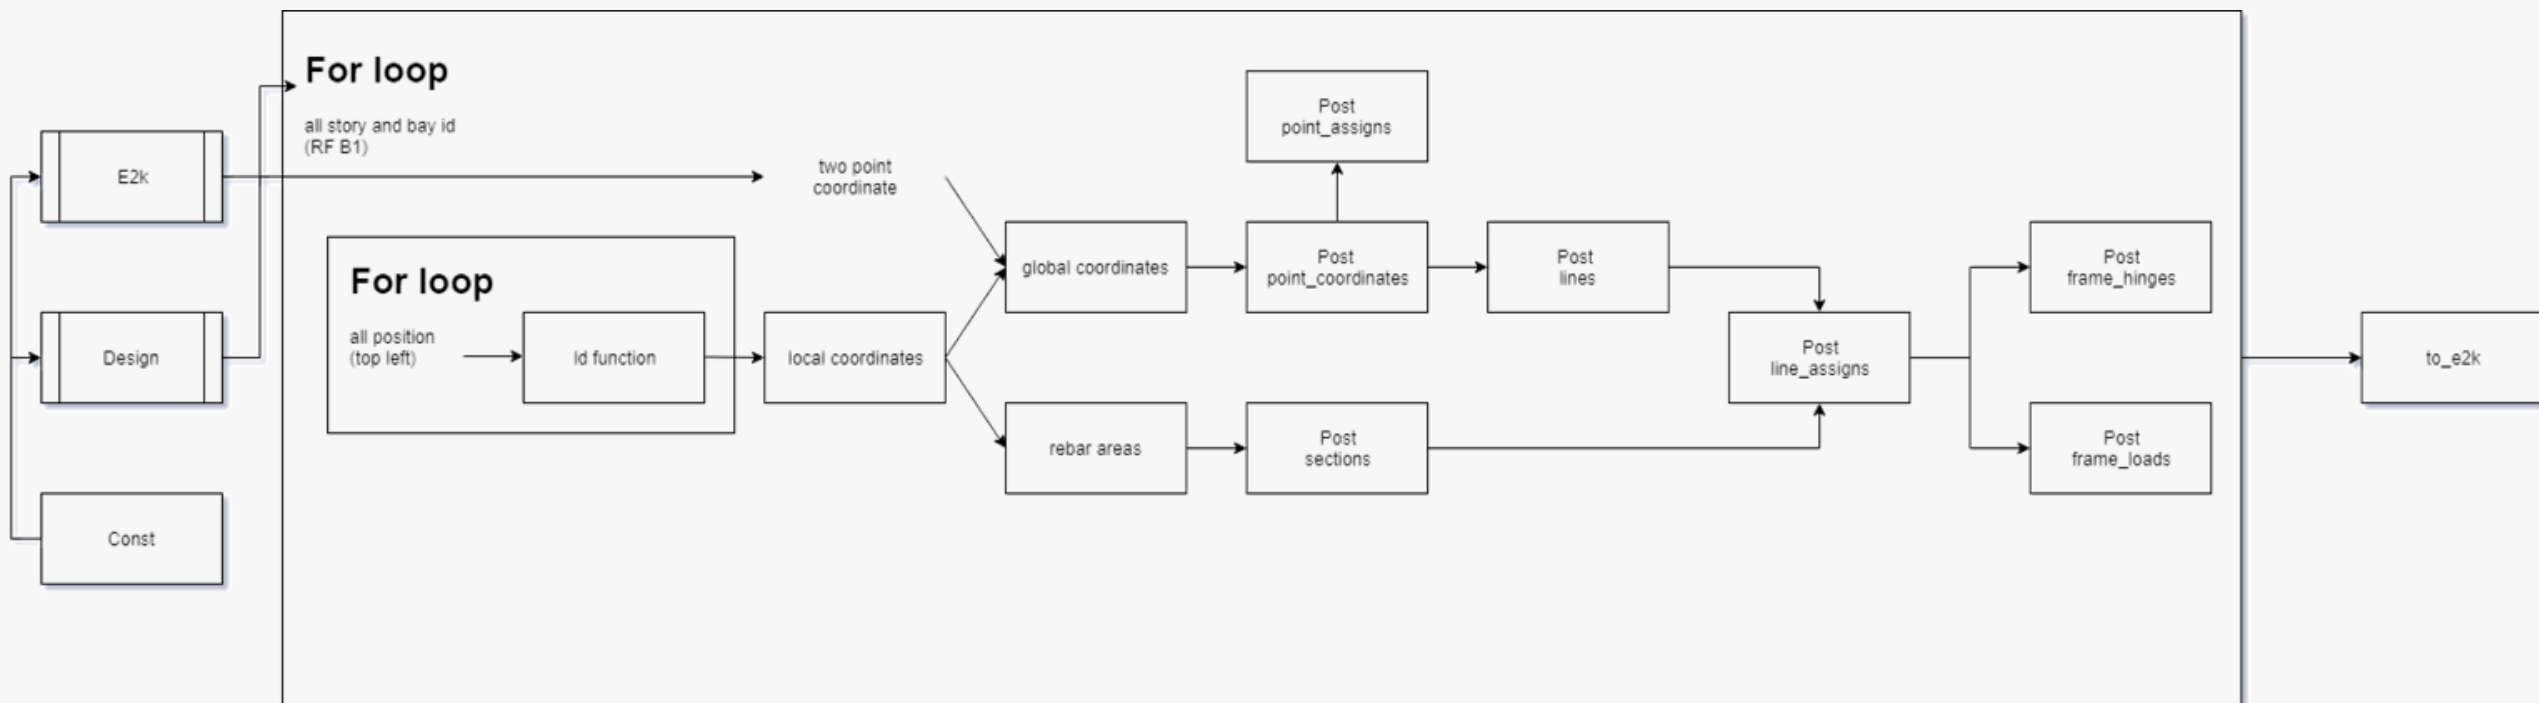 For loop
all story and bay id
(RF B1)
E2k
Design
Const
two point
coordinate
For loop
all position
(top left)
ld function
local coordinates
global coordinates
rebar areas
Post
point_assigns
Post
point_coordinates
Post
sections
Post
lines
Post
line_assigns
Post
frame_hinges
Post
frame_loads
to_e2k